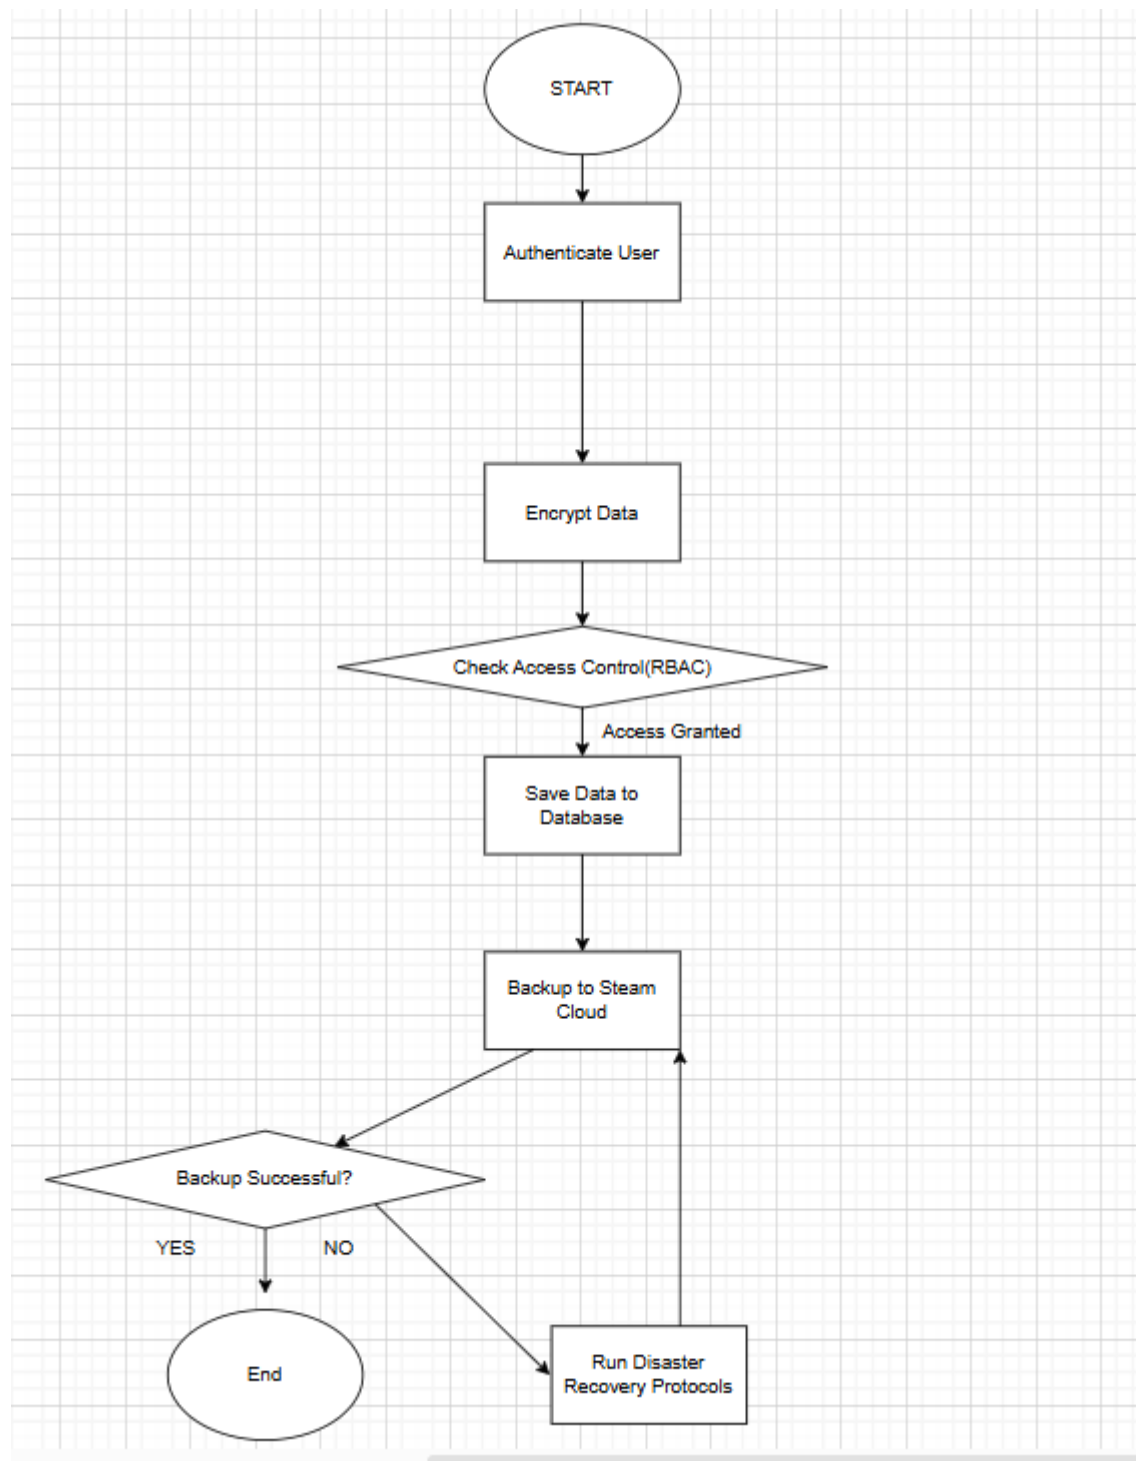 START
Authenticate User
Encrypt Data
Check Access Control(RBAC)
Access Granted
Save Data to
Database
Backup to Steam
Cloud
Backup Successful?
YES
NO
End
Run Disaster
Recovery Protocols